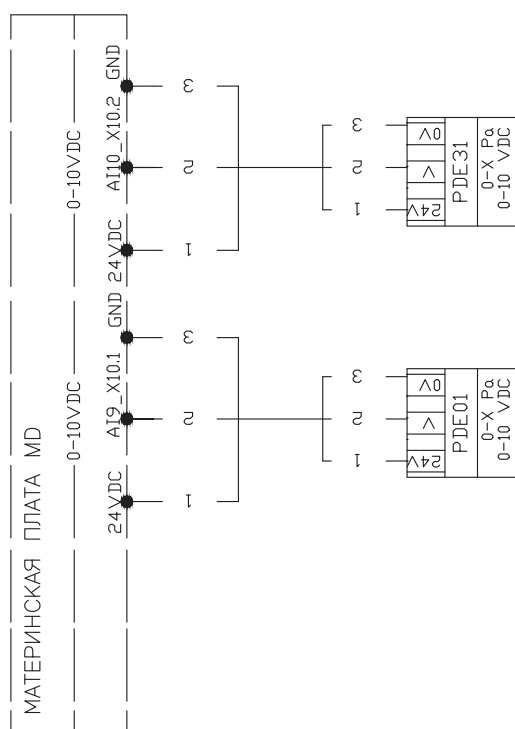 МАТЕРИНСКАЯ ПЛАТА MD
0-10VDC
0-10VDC
24VDC
AI9_X10.1
GND
24VDC
AI10_X10.2
GND
1
2
3
1
2
3
1
2
3
1
2
3
24V
V
0V
PDE01
0-X Pa
0-10 VDC
24V
V
0V
PDE31
0-X Pa
0-10 VDC